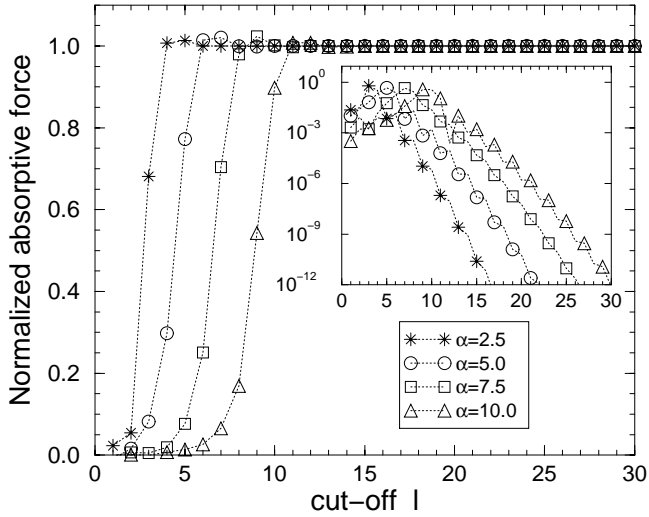 Normalized absorptive force
1.0
0.8
0.6
0.4
0.2
0.0
0 5 10 15 20 25 30
cut−off l
10^0
10^−3
10^−6
10^−9
10^−12
0 5 10 15 20 25 30
α=2.5
α=5.0
α=7.5
α=10.0